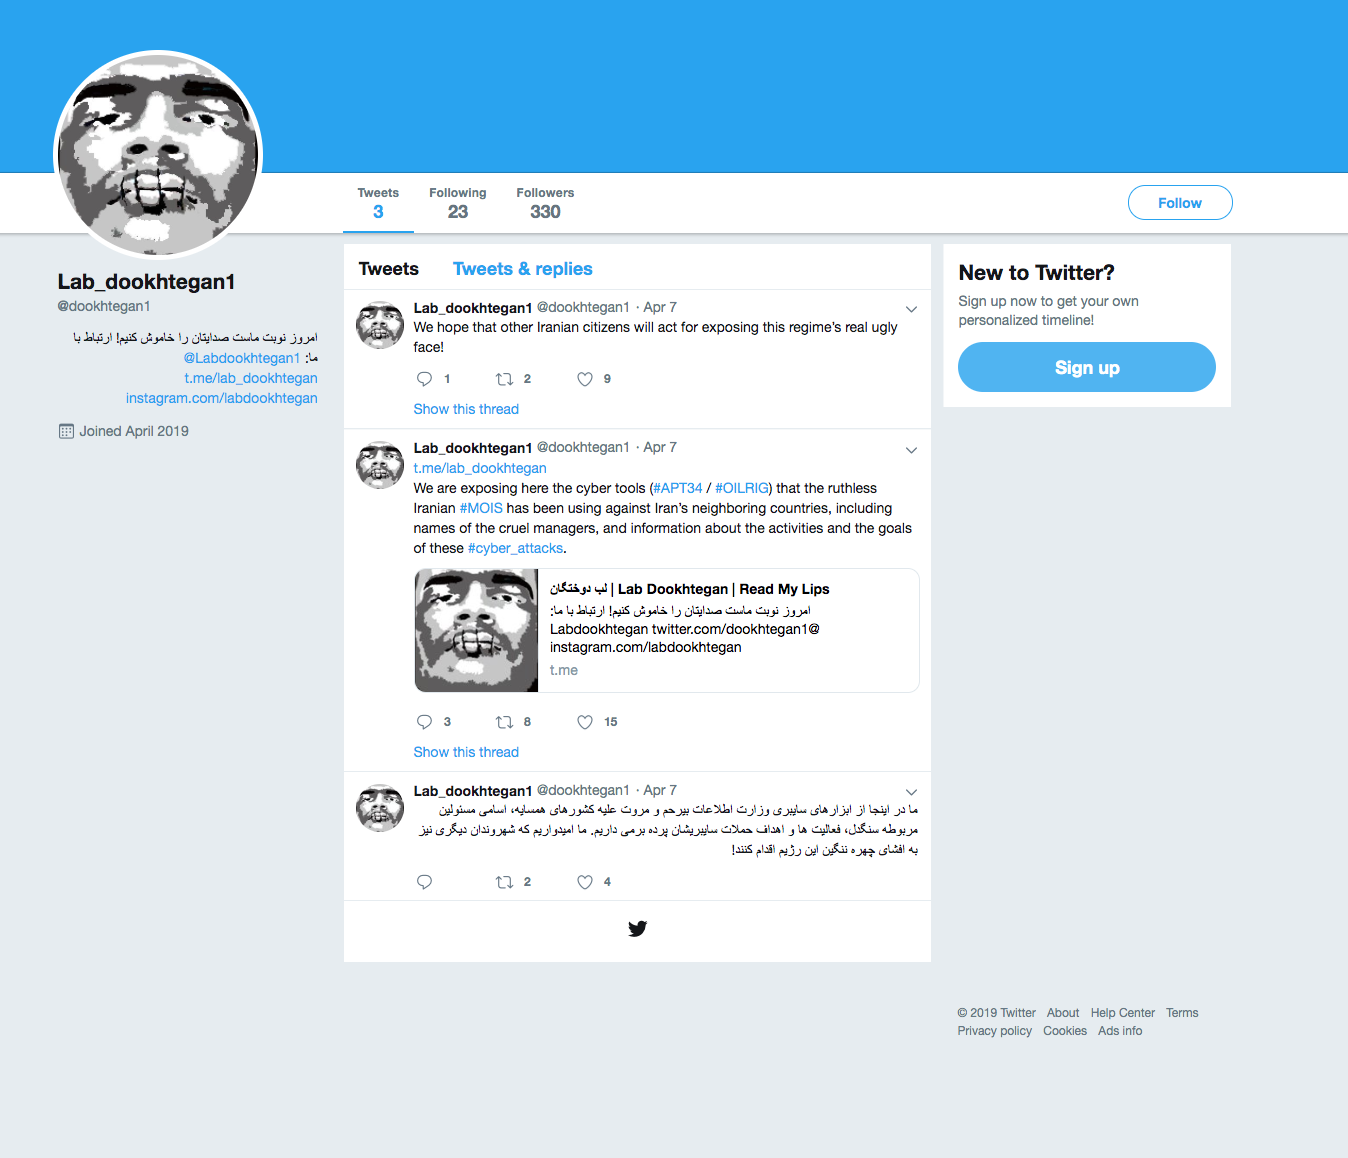 Tweets
3
Following
23
Followers
330
Follow
Lab_dookhtegan1
@dookhtegan1
امروز نوبت ماست صدایتان را خاموش کنیم! ارتباط با
ما: @Labdookhtegan1
t.me/lab_dookhtegan
instagram.com/labdookhtegan
Joined April 2019
Tweets Tweets & replies
Lab_dookhtegan1 @dookhtegan1 · Apr 7
We hope that other Iranian citizens will act for exposing this regime's real ugly
face!
1 2 9
Show this thread
Lab_dookhtegan1 @dookhtegan1 · Apr 7
t.me/lab_dookhtegan
We are exposing here the cyber tools (#APT34 / #OILRIG) that the ruthless
Iranian #MOIS has been using against Iran's neighboring countries, including
names of the cruel managers, and information about the activities and the goals
of these #cyber_attacks.
لب دوختگان | Lab Dookhtegan | Read My Lips
امروز نوبت ماست صدایتان را خاموش کنیم! ارتباط با ما:
Labdookhtegan twitter.com/dookhtegan1@
instagram.com/labdookhtegan
t.me
3 8 15
Show this thread
Lab_dookhtegan1 @dookhtegan1 · Apr 7
ما در اینجا از ابزارهای سایبری وزارت اطلاعات بیرحم و مروت علیه کشورهای همسایه، اسامی مسئولین
مربوطه سنگدل، فعالیت ها و اهداف حملات سایبریشان پرده برمی داریم. ما امیدواریم که شهروندان دیگری نیز
به افشای چهره ننگین این رژیم اقدام کنند!
2 4
New to Twitter?
Sign up now to get your own
personalized timeline!
Sign up
© 2019 Twitter About Help Center Terms
Privacy policy Cookies Ads info